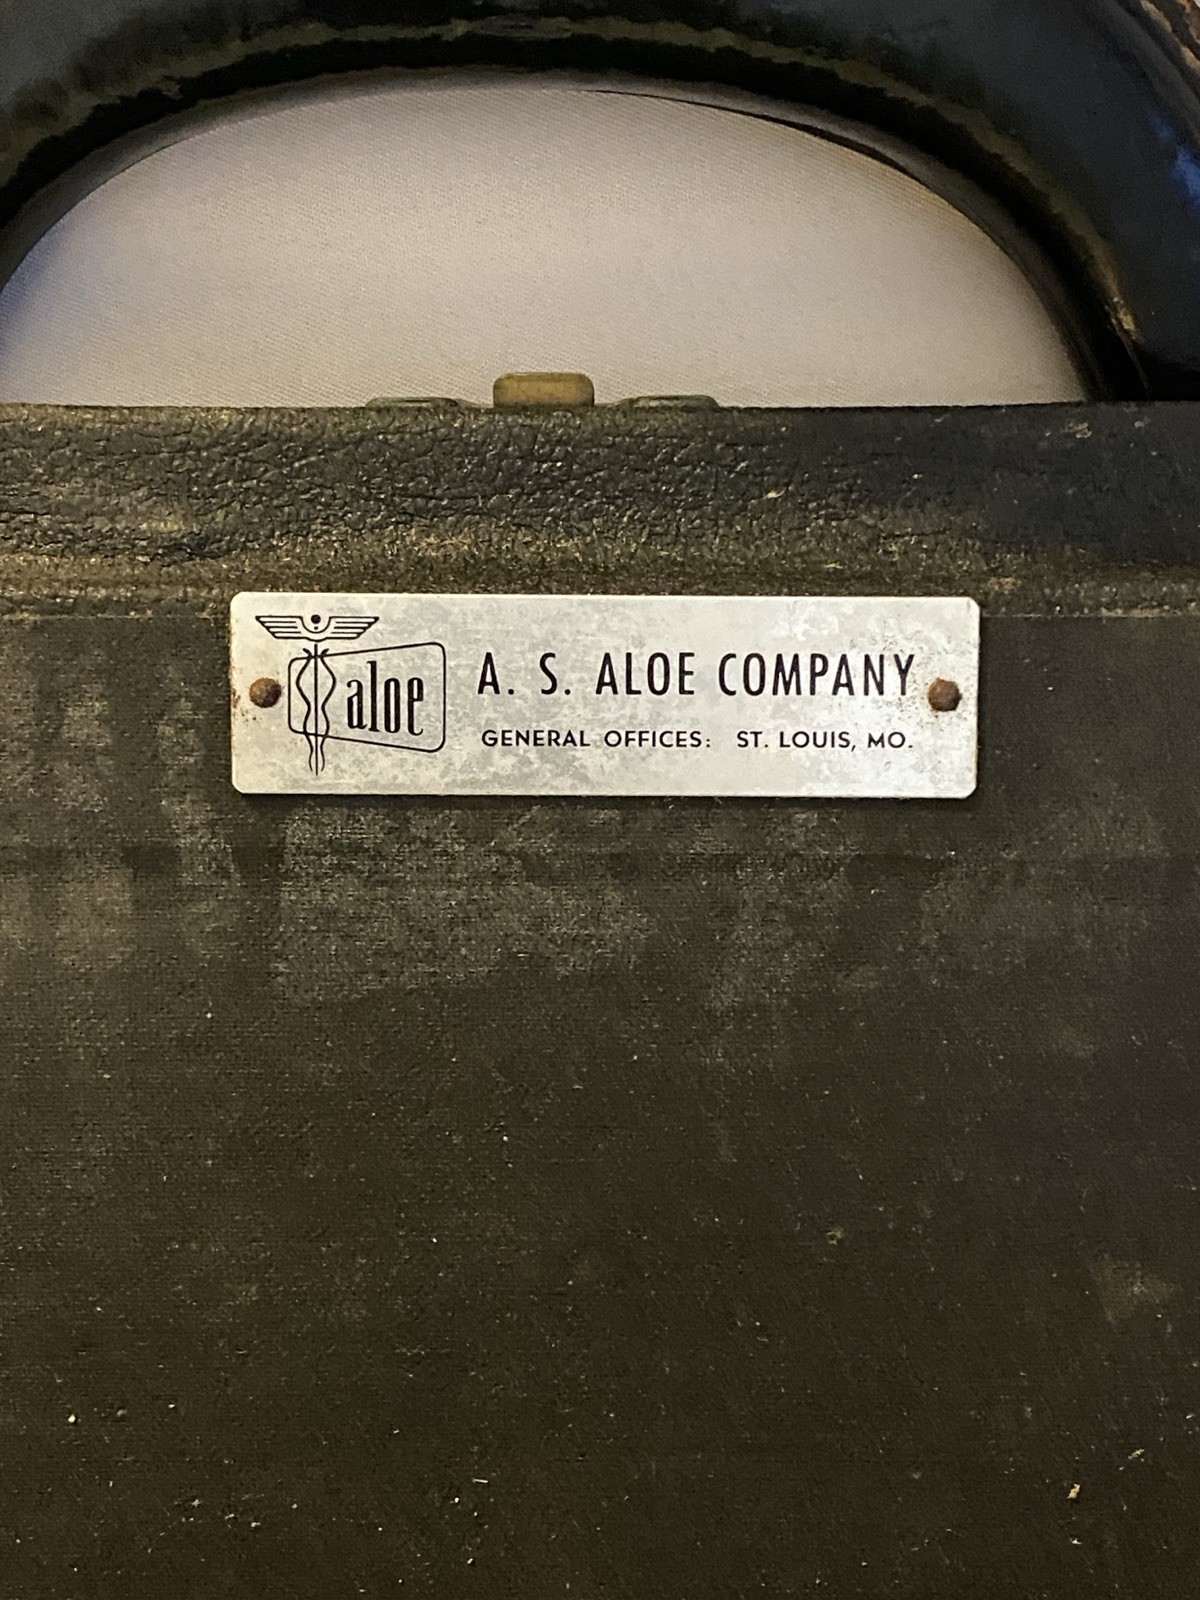 aloe
A. S. ALOE COMPANY
GENERAL OFFICES: ST. LOUIS, MO.